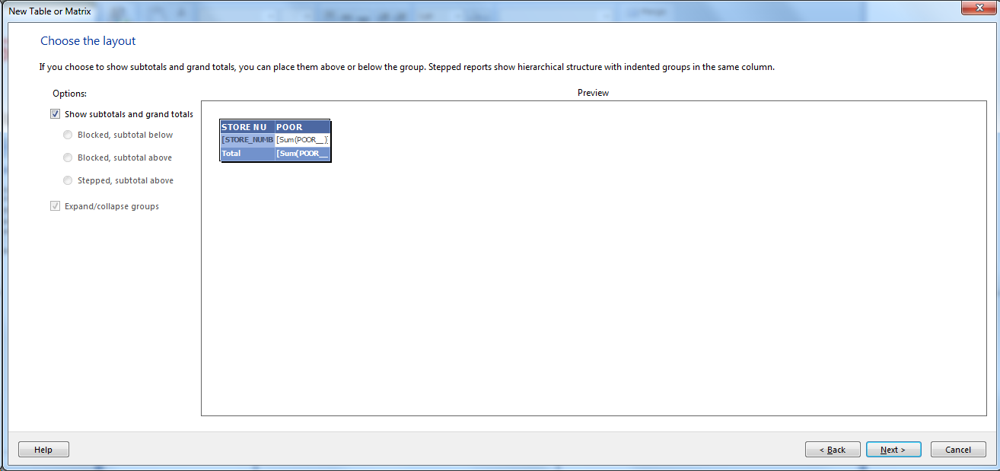 New Table or Matrix
Choose the layout
If you choose to show subtotals and grand totals, you can place them above or below the group. Stepped reports show hierarchical structure with indented groups in the same column.
Options:
Preview
Show subtotals and grand totals
Blocked, subtotal below
Blocked, subtotal above
Stepped, subtotal above
Expand/collapse groups
STORE NU POOR
[STORE_NUMB [Sum(POOR__)]
Total [Sum(POOR__
Help
< Back
Next >
Cancel